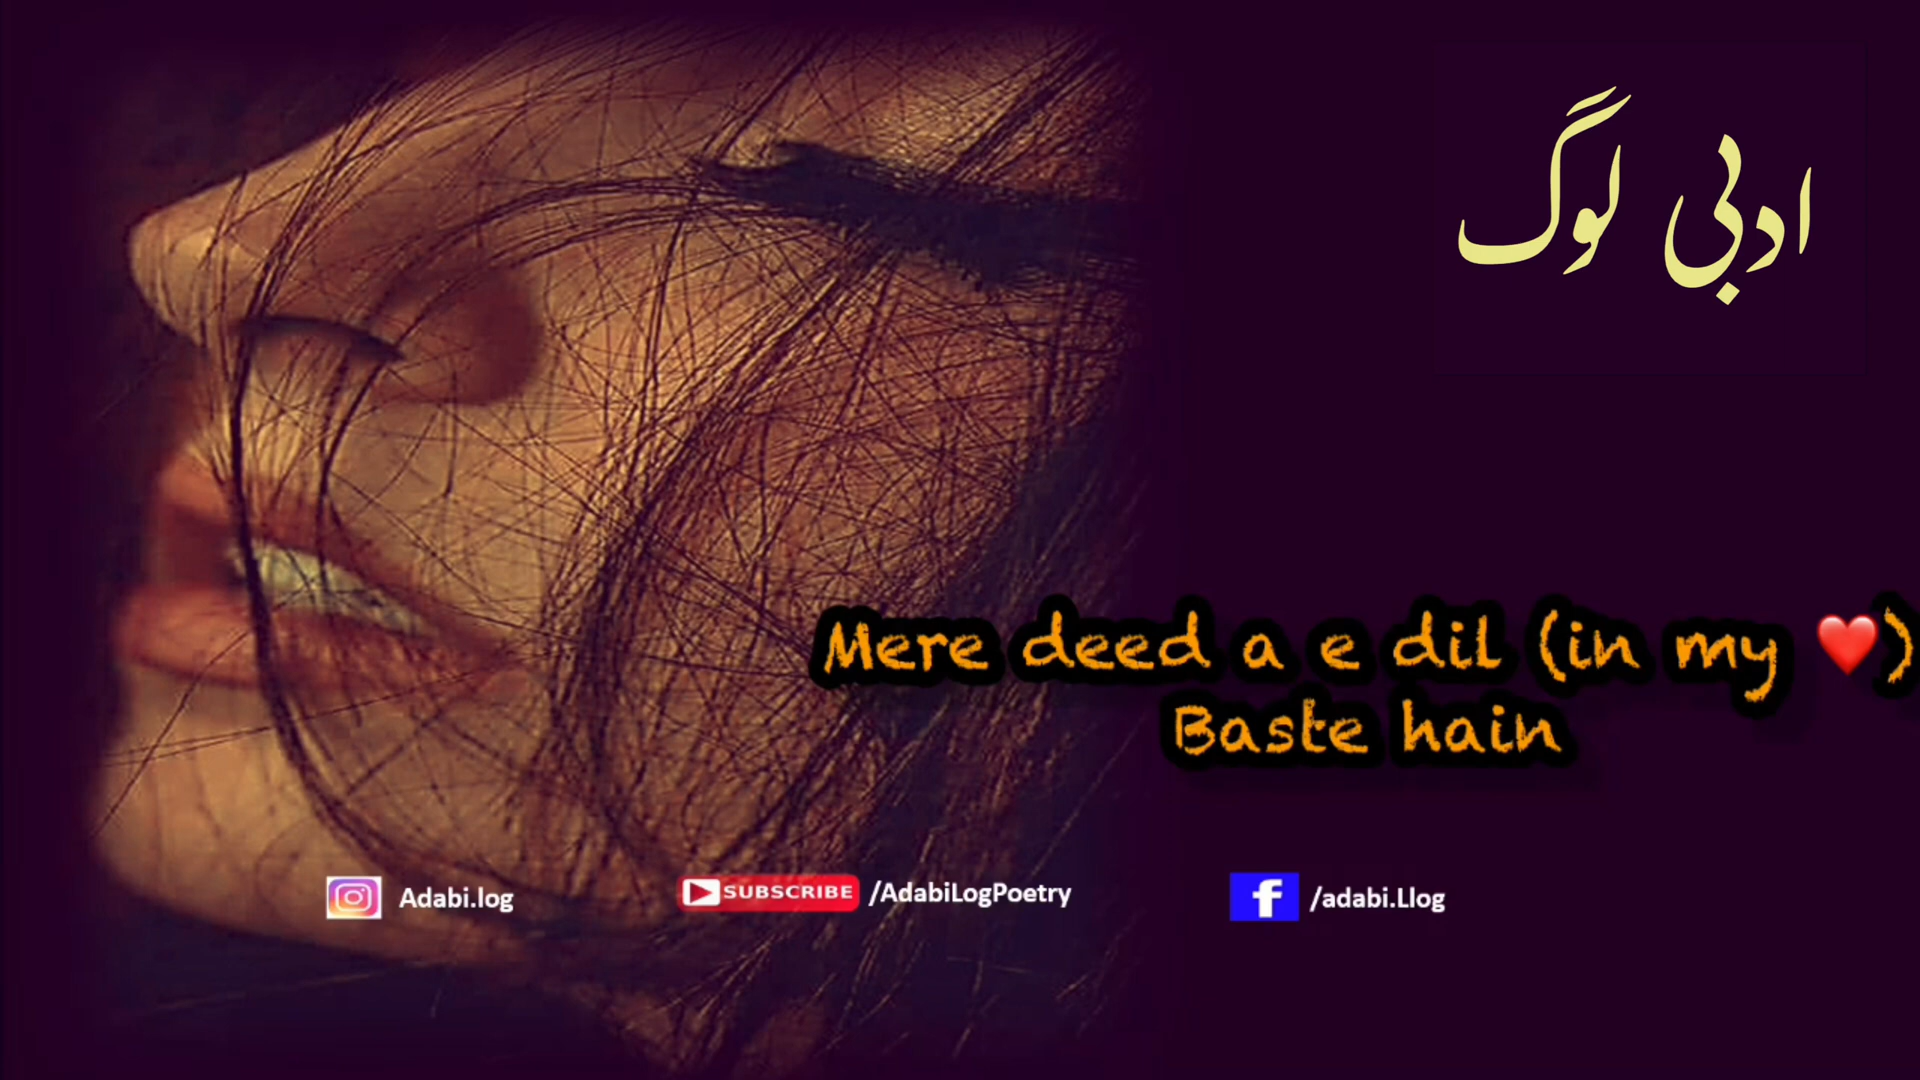 ادبی لوگ
Mere deed a e dil (in my ❤️)
Baste hain
Adabi.log
SUBSCRIBE /AdabiLogPoetry
f /adabi.Llog